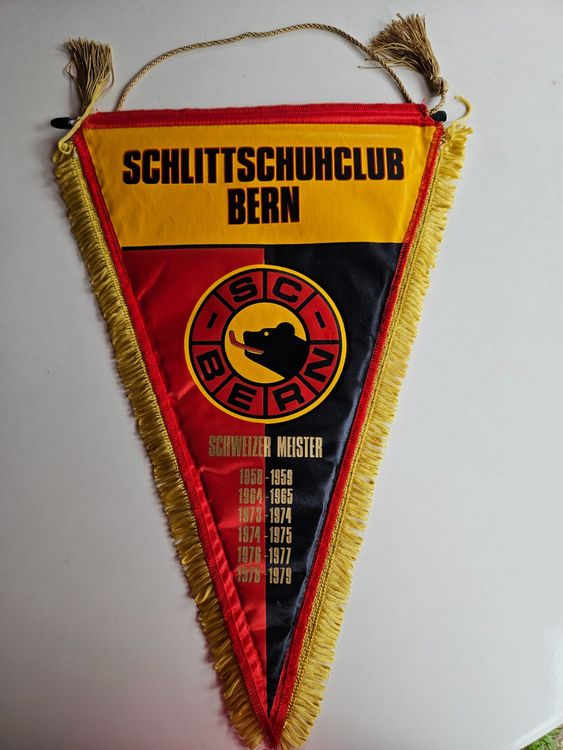 SCHLITTSCHUHCLUB
BERN
-SC-
BERN
SCHWEIZER MEISTER
1958-1959
1964-1965
1973-1974
1974-1975
1976-1977
1978-1979